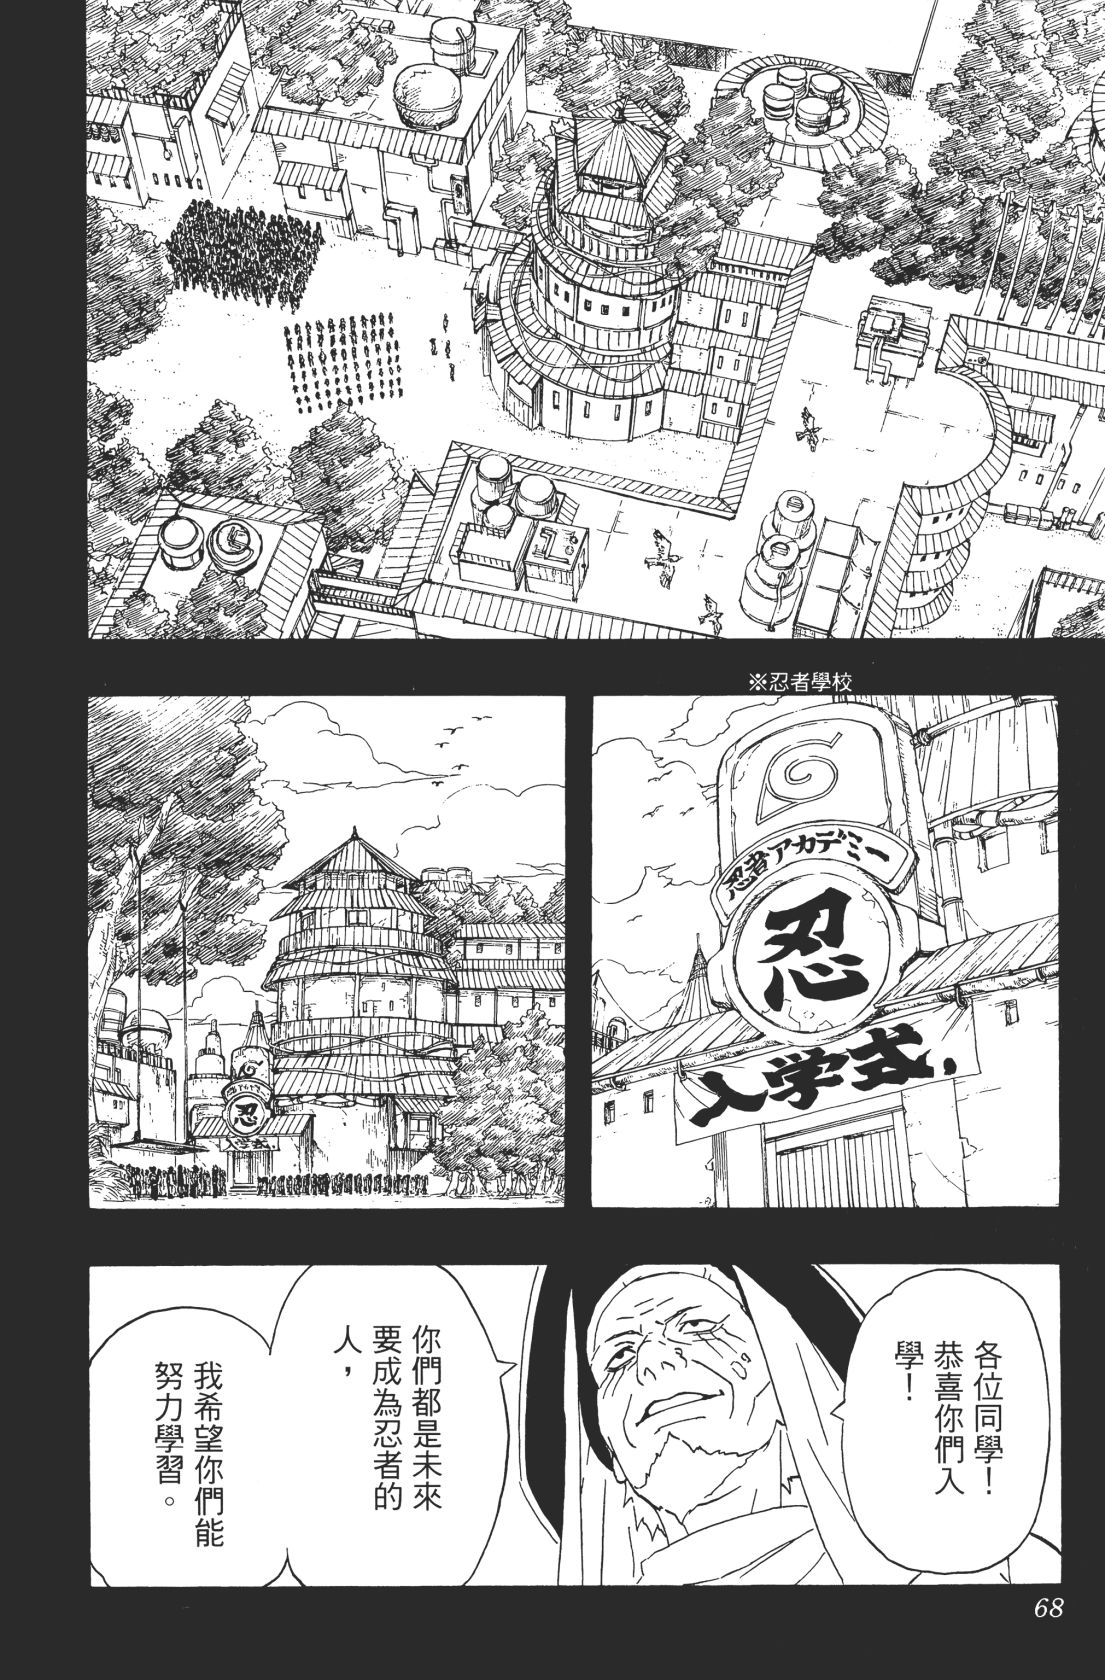 ※忍者學校
忍者アカデミー
忍
入学式
忍
各位同學！
恭喜你們入
學！
你們都是未來
要成為忍者的
人，
我希望你們能
努力學習。
68